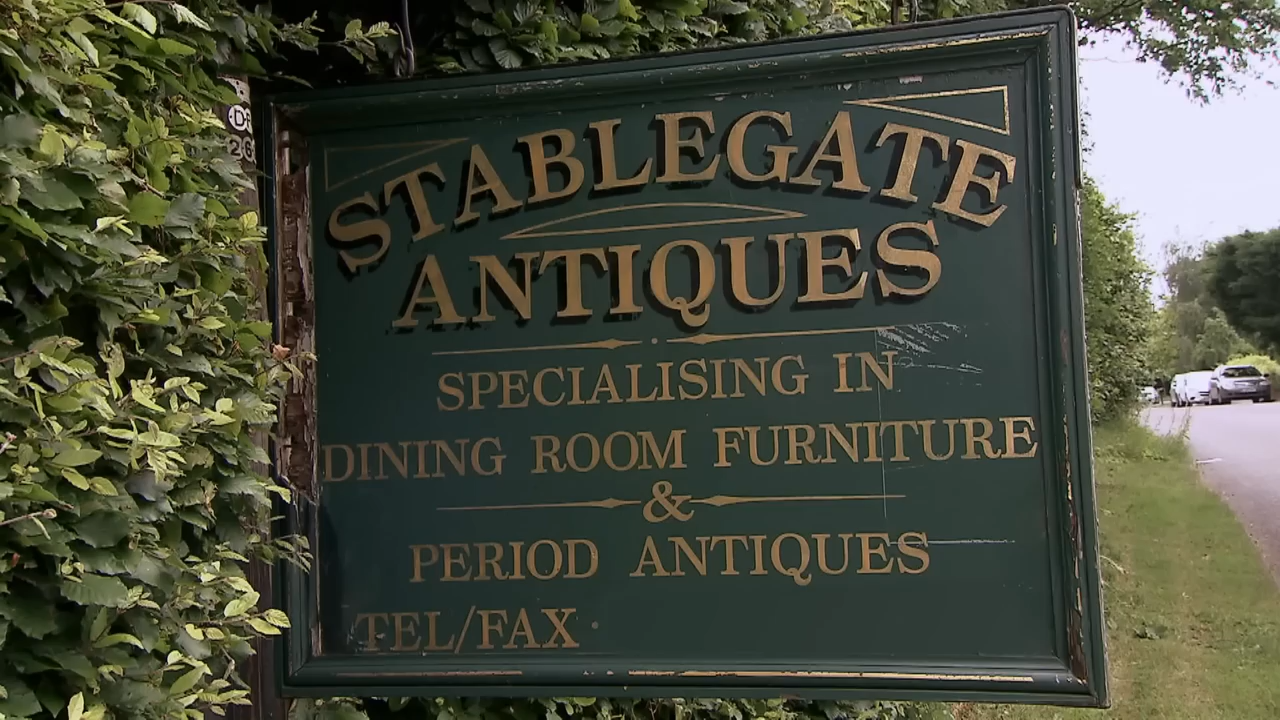 STABLEGATE
ANTIQUES
SPECIALISING IN
DINING ROOM FURNITURE
&
PERIOD ANTIQUES
TEL/FAX